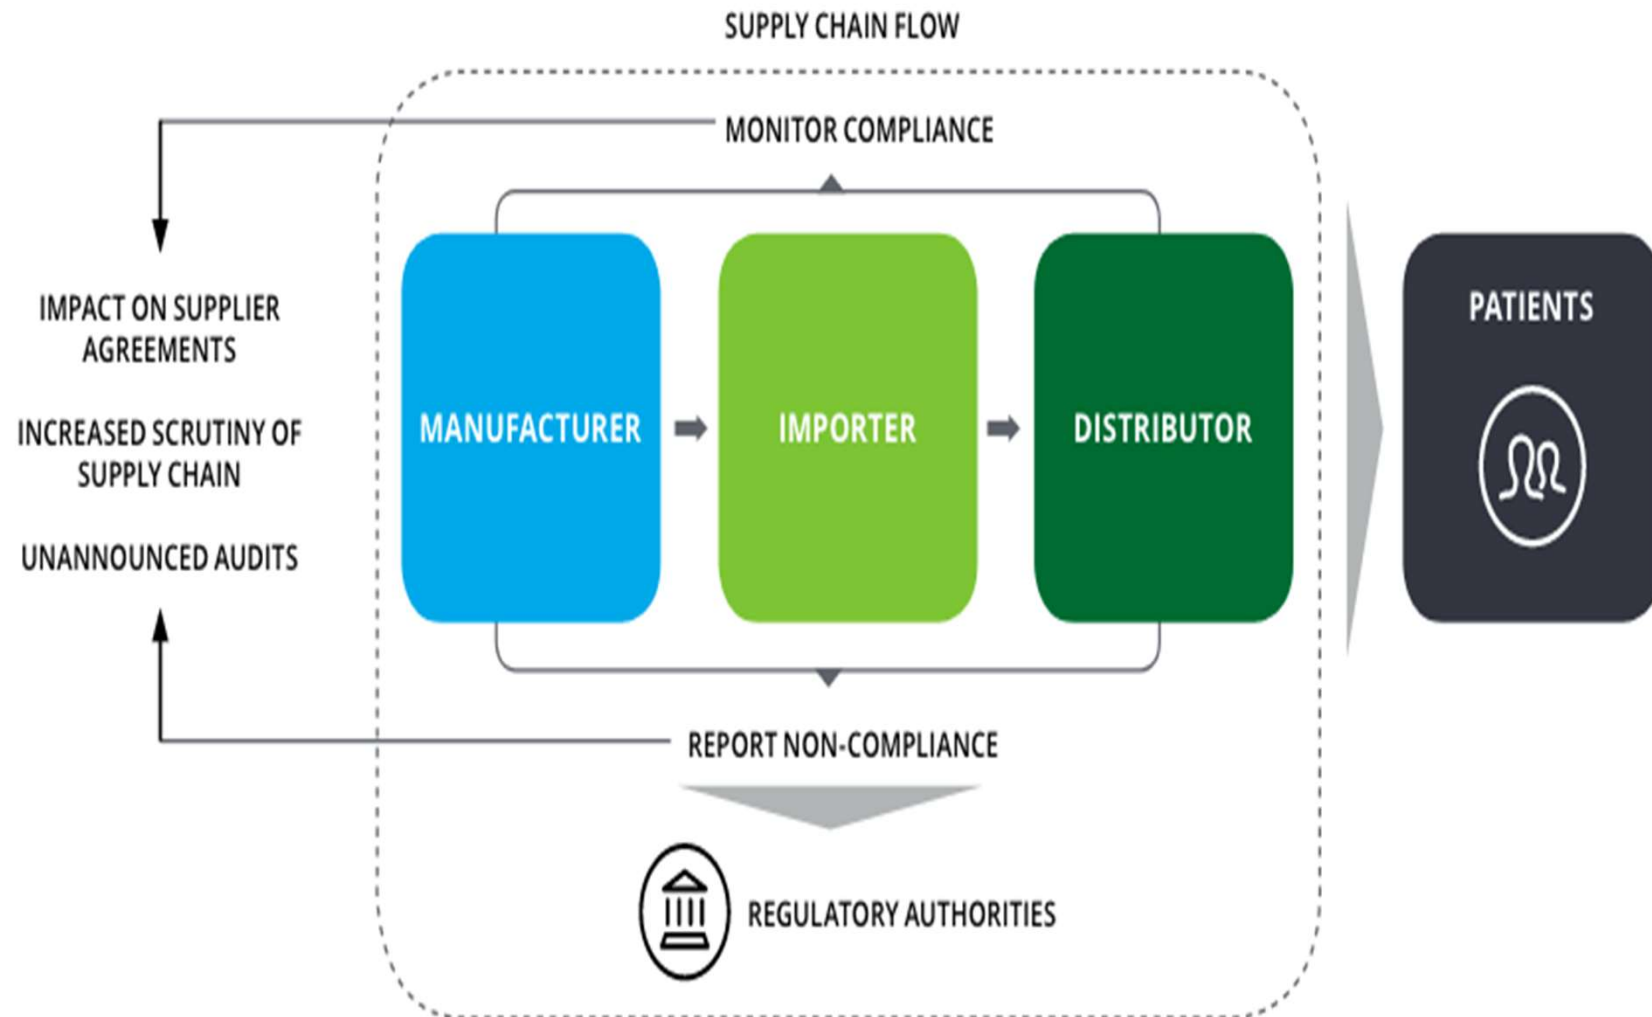 SUPPLY CHAIN FLOW
MONITOR COMPLIANCE
IMPACT ON SUPPLIER
AGREEMENTS
INCREASED SCRUTINY OF
SUPPLY CHAIN
UNANNOUNCED AUDITS
MANUFACTURER
IMPORTER
DISTRIBUTOR
PATIENTS
REPORT NON-COMPLIANCE
REGULATORY AUTHORITIES